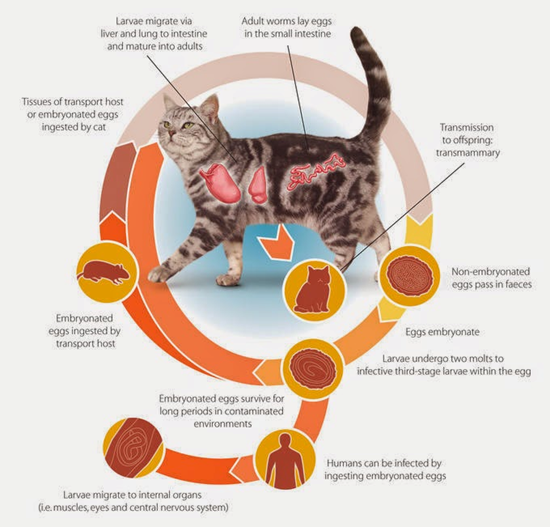 Larvae migrate via
liver and lung to intestine
and mature into adults
Adult worms lay eggs
in the small intestine
Tissues of transport host
or embryonated eggs
ingested by cat
Transmission
to offspring:
transmammary
Non-embryonated
eggs pass in faeces
Embryonated
eggs ingested by
transport host
Eggs embryonate
Larvae undergo two molts to
infective third-stage larvae within the egg
Embryonated eggs survive for
long periods in contaminated
environments
Humans can be infected by
ingesting embryonated eggs
Larvae migrate to internal organs
(i.e. muscles, eyes and central nervous system)